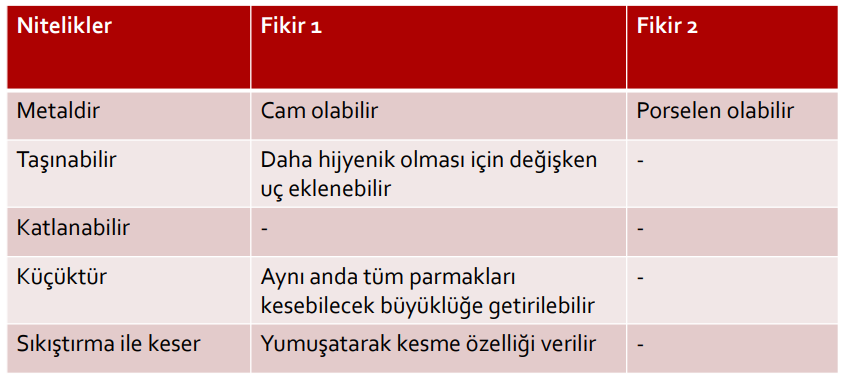 Nitelikler Fikir 1 Fikir 2
Metaldir Cam olabilir Porselen olabilir
Taşınabilir Daha hijyenik olması için değişken -
uç eklenebilir
Katlanabilir - -
Küçüktür Aynı anda tüm parmakları -
kesebilecek büyüklüğe getirilebilir
Sıkıştırma ile keser Yumuşatarak kesme özelliği verilir -